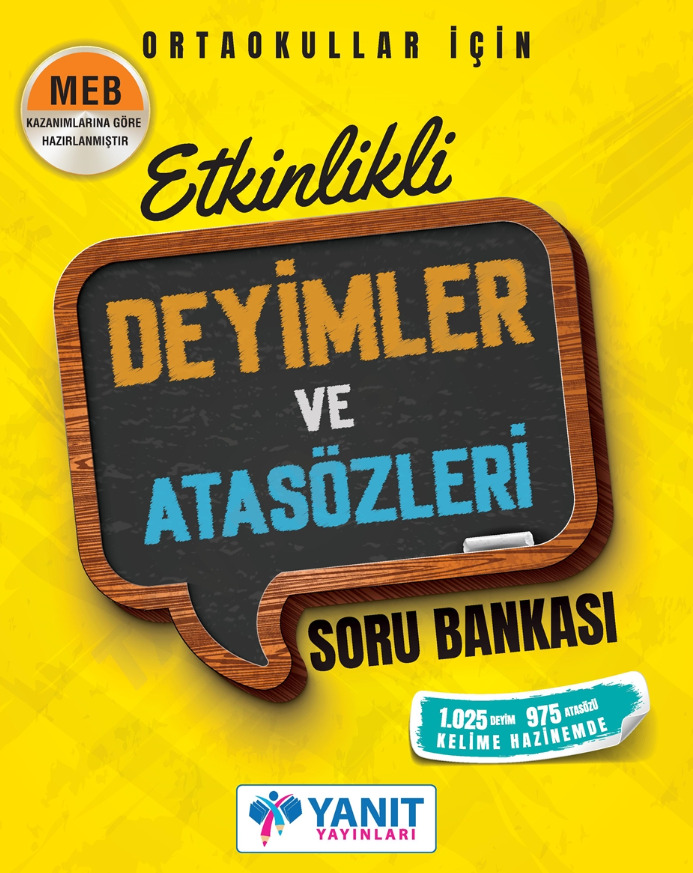 ORTAOKULLAR İÇİN
MEB
KAZANIMLARINA GÖRE
HAZIRLANMIŞTIR
Etkinlikli
DEYİMLER
VE
ATASÖZLERİ
SORU BANKASI
1.025 DEYİM 975 ATASÖZÜ
KELİME HAZİNEMDE
YANIT
YAYINLARI